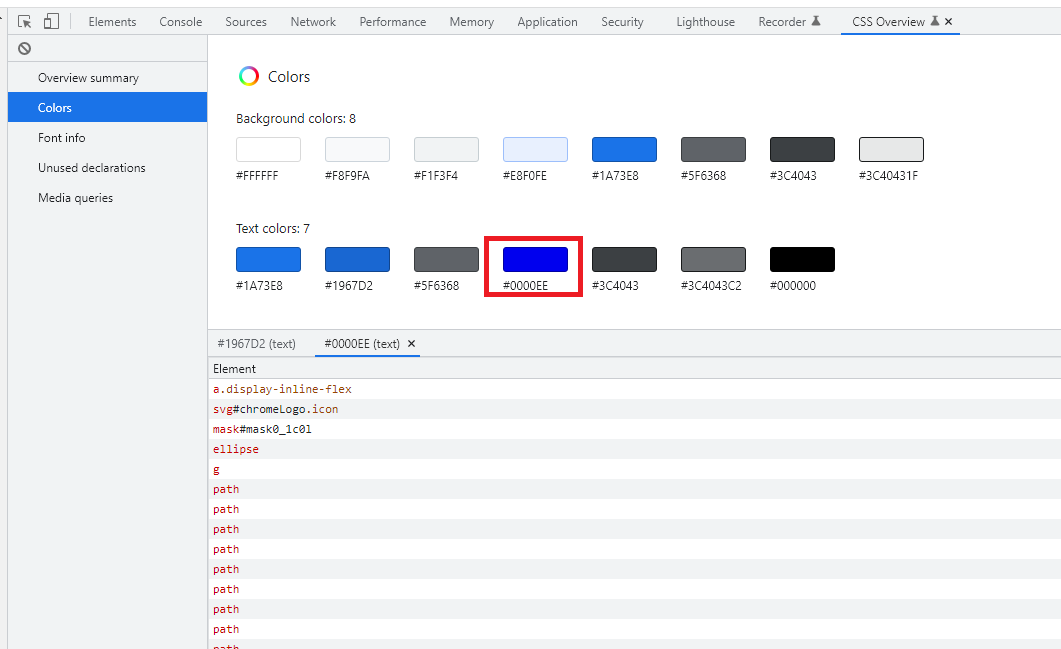 Elements Console Sources Network Performance Memory Application Security Lighthouse Recorder CSS Overview
Overview summary
Colors
Font info
Unused declarations
Media queries
Colors
Background colors: 8
#FFFFFF #F8F9FA #F1F3F4 #E8F0FE #1A73E8 #5F6368 #3C4043 #3C40431F
Text colors: 7
#1A73E8 #1967D2 #5F6368 #0000EE #3C4043 #3C4043C2 #000000
#1967D2 (text) #0000EE (text)
Element
a.display-inline-flex
svg#chromeLogo.icon
mask#mask0_1c0l
ellipse
g
path
path
path
path
path
path
path
path
path